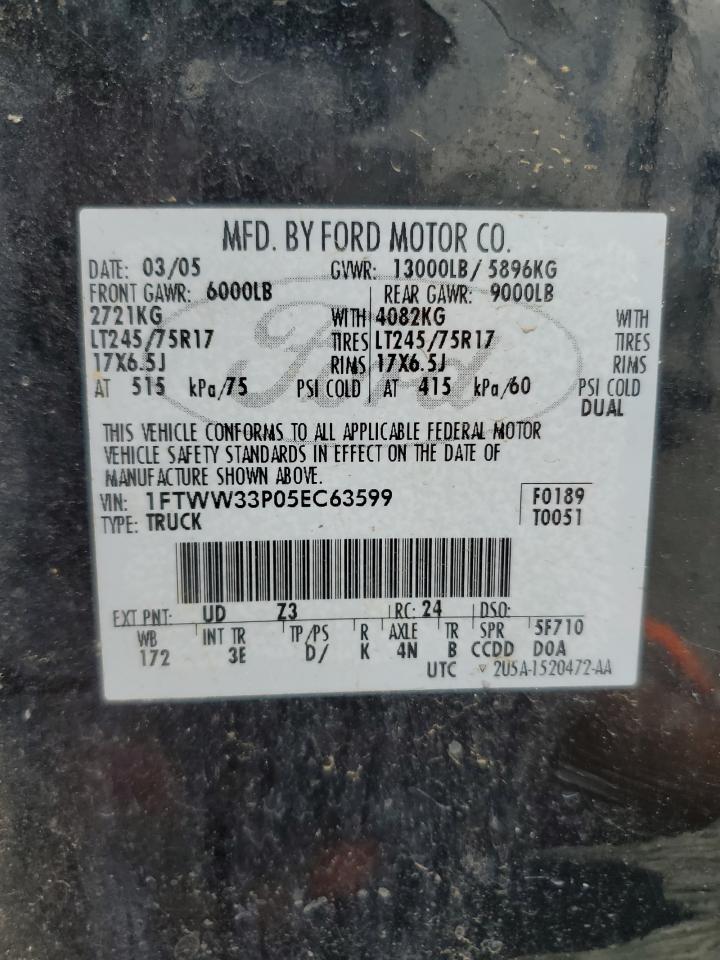 MFD. BY FORD MOTOR CO.
DATE: 03/05 GVWR: 13000LB/ 5896KG
FRONT GAWR: 6000LB REAR GAWR: 9000LB
2721KG WITH 4082KG WITH
LT245/75R17 TIRES LT245/75R17 TIRES
17X6.5J RIMS 17X6.5J RIMS
AT 515 kPa/75 PSI COLD AT 415 kPa/60 PSI COLD
DUAL
Ford
THIS VEHICLE CONFORMS TO ALL APPLICABLE FEDERAL MOTOR
VEHICLE SAFETY STANDARDS IN EFFECT ON THE DATE OF
MANUFACTURE SHOWN ABOVE.
VIN: 1FTWW33P05EC63599 F0189
TYPE: TRUCK T0051
EXT PNT: UD Z3 RC: 24 DSO:
WB INT TR TP/PS R AXLE TR SPR 5F710
172 3E D/ K 4N B CCDD D0A
UTC ▽ 2U5A-1520472-AA